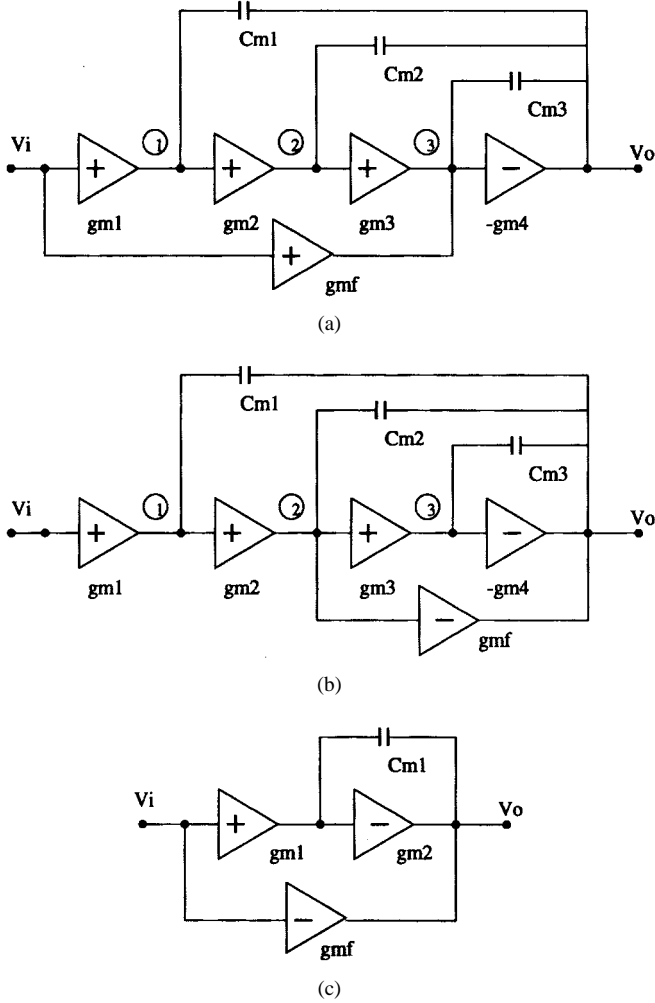 Cm1
Cm2
Cm3
Vi
1
2
3
Vo
+
+
+
−
gm1
gm2
gm3
-gm4
+
gmf
(a)
Cm1
Cm2
Cm3
Vi
1
2
3
Vo
+
+
+
−
gm1
gm2
gm3
-gm4
−
gmf
(b)
Cm1
Vi
Vo
+
−
gm1
gm2
−
gmf
(c)